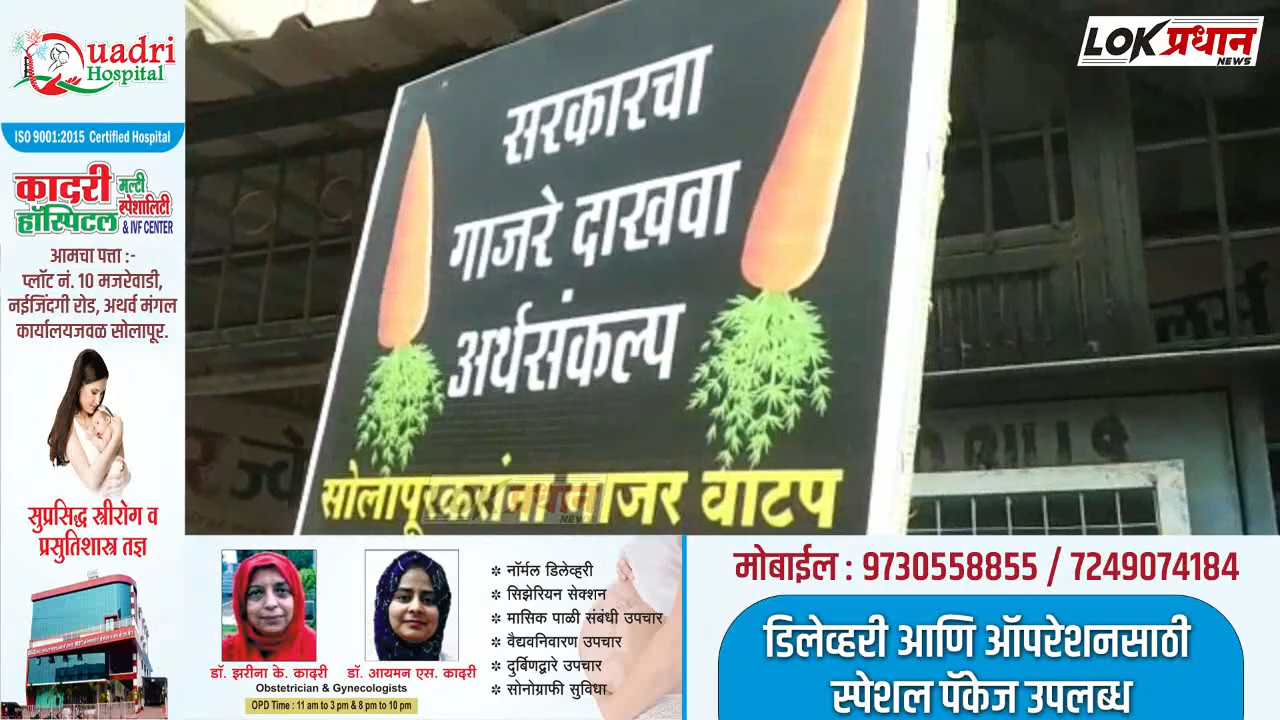 Quadri
Hospital
ISO 9001:2015 Certified Hospital
कादरी
हॉस्पिटल
मल्टी
स्पेशालिटी
& IVF CENTER
आमचा पत्ता :-
प्लॉट नं. 10 मजरेवाडी,
नईजिंदगी रोड, अथर्व मंगल
कार्यालयजवळ सोलापूर.
सुप्रसिद्ध स्त्रीरोग व
प्रसुतिशास्त्र तज्ञ
LOK प्रधान
NEWS
सरकारचा
गाजरे दाखवा
अर्थसंकल्प
सोलापूरकरांना गाजर वाटप
BILLS
डॉ. झरीना के. कादरी
डॉ. आयमन एस. कादरी
Obstetrician & Gynecologists
OPD Time : 11 am to 3 pm & 8 pm to 10 pm
✲ नॉर्मल डिलेव्हरी
✲ सिझेरियन सेक्शन
✲ मासिक पाळी संबंधी उपचार
✲ वैद्यवनिवारण उपचार
✲ दुर्बिणद्वारे उपचार
✲ सोनोग्राफी सुविधा
मोबाईल : 9730558855 / 7249074184
डिलेव्हरी आणि ऑपरेशनसाठी
स्पेशल पॅकेज उपलब्ध